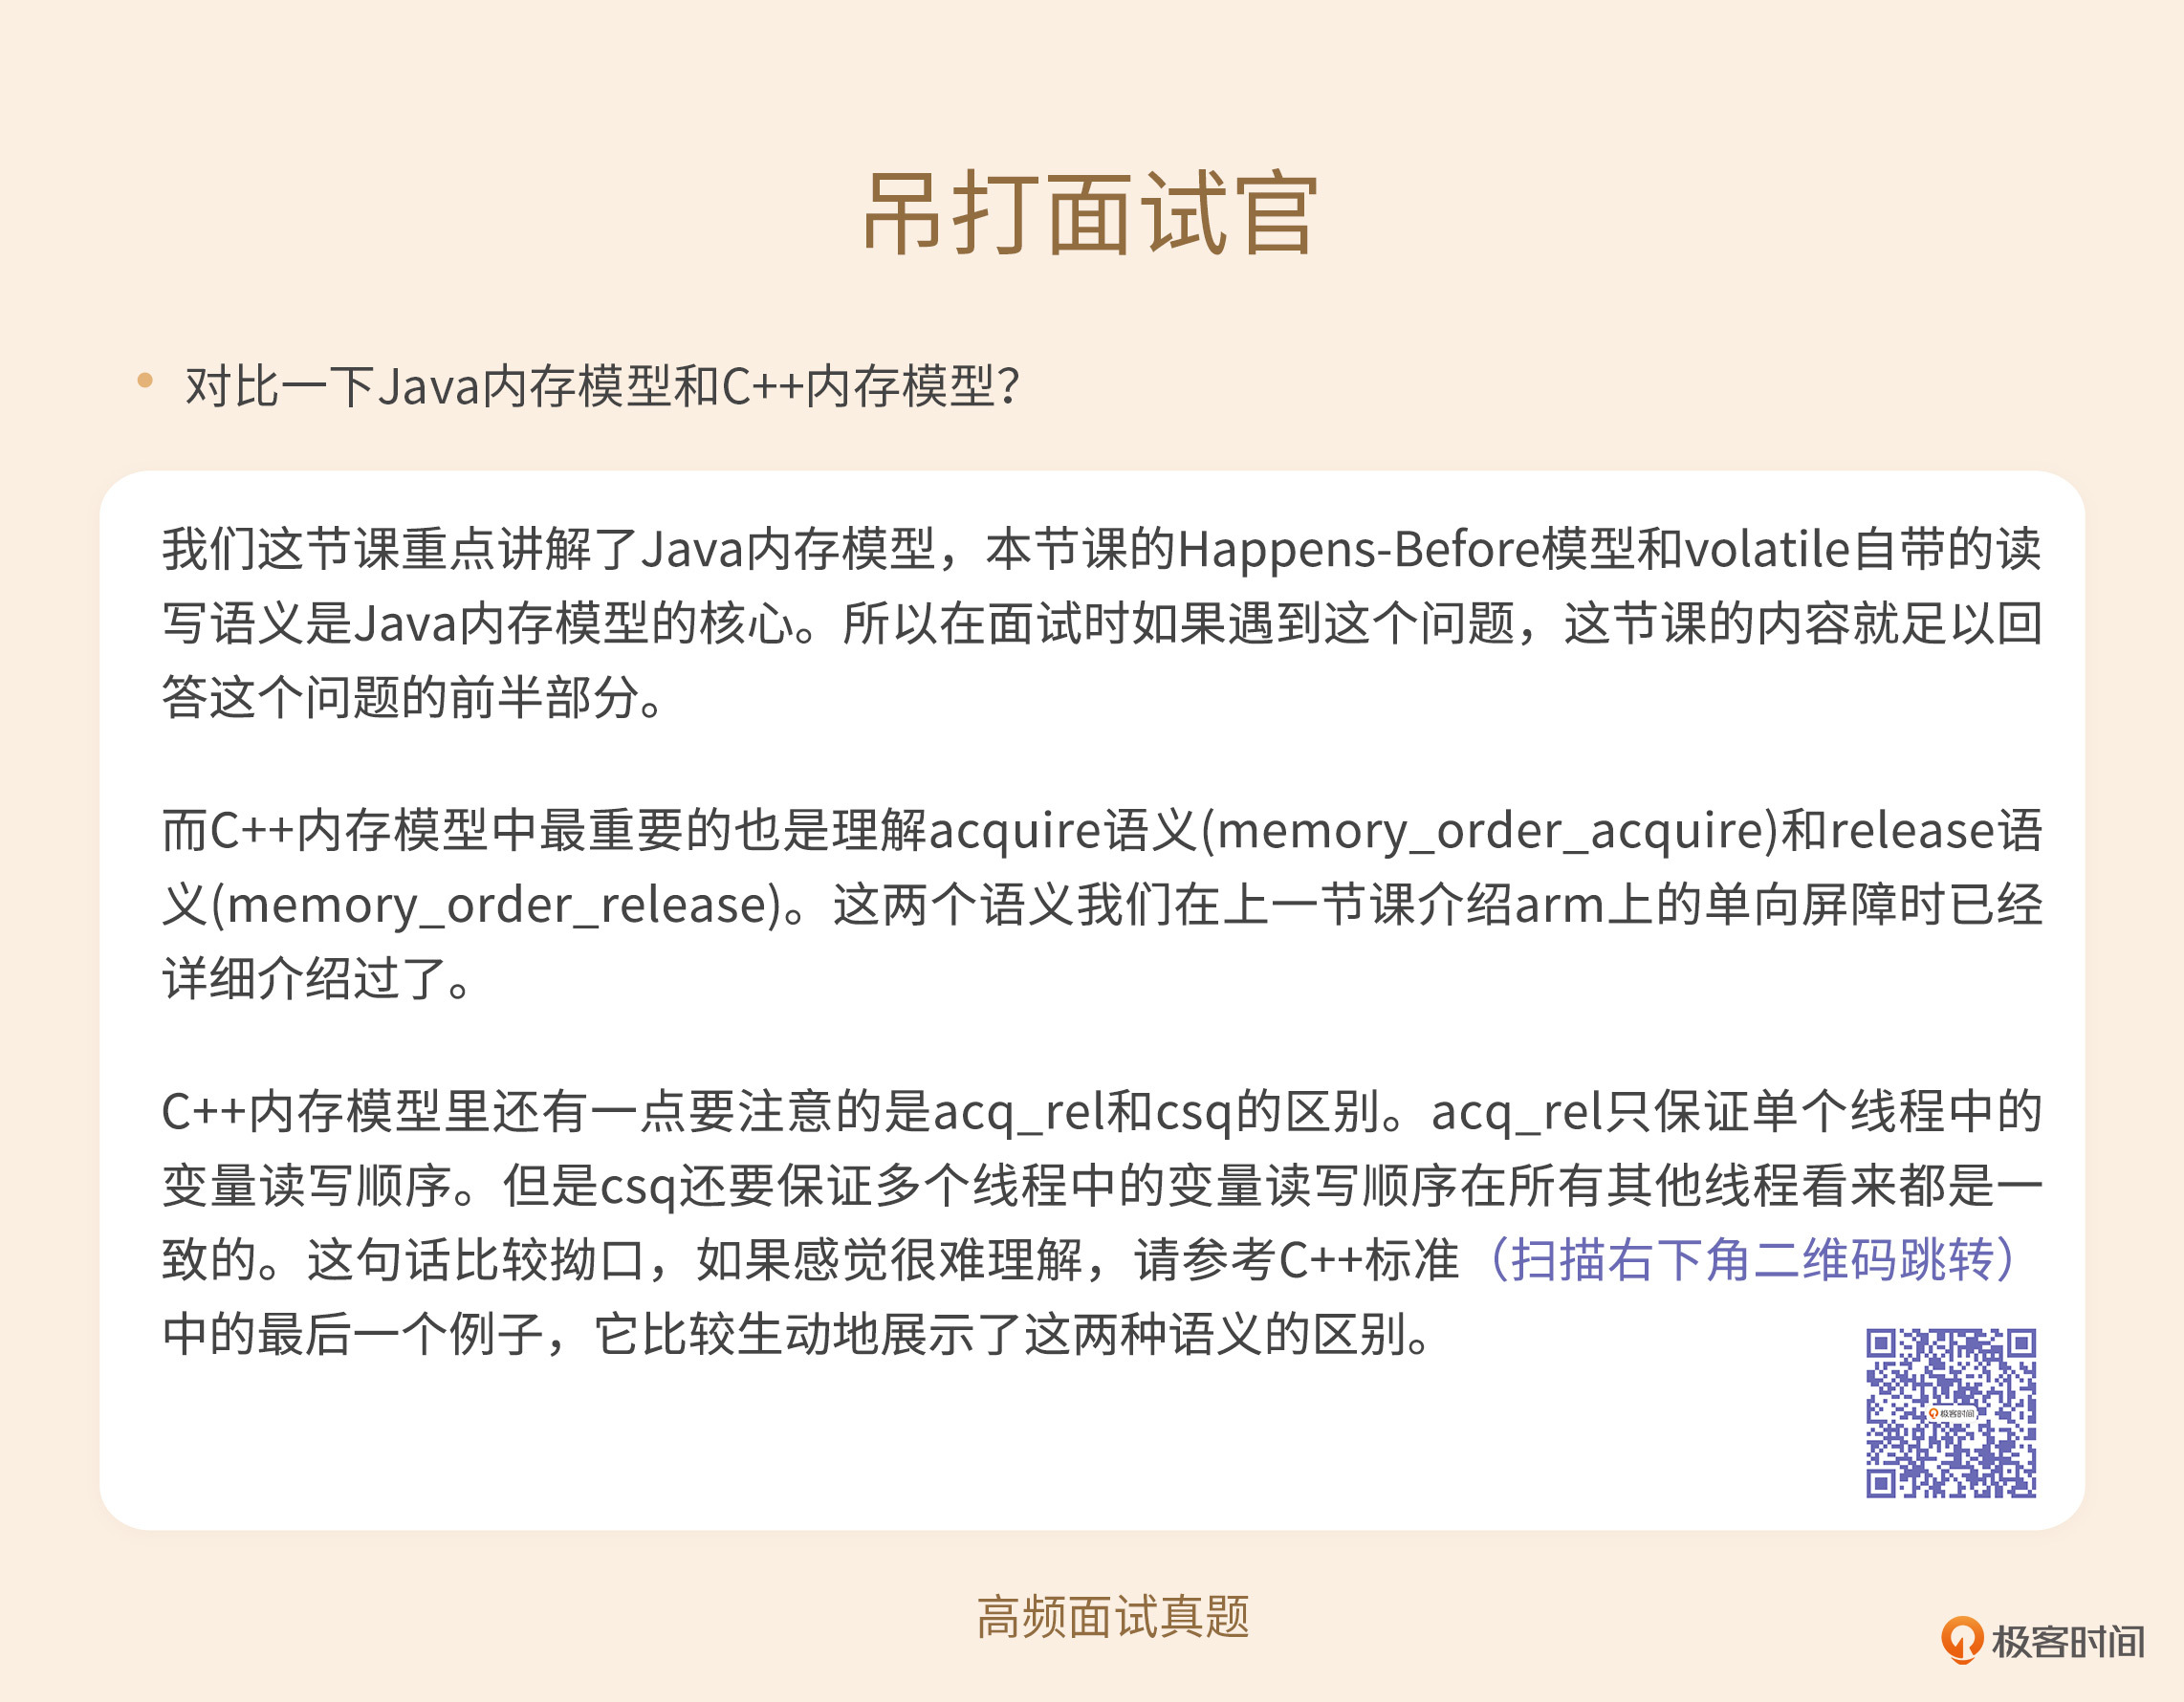 吊打面试官
对比一下Java内存模型和C++内存模型？
我们这节课重点讲解了Java内存模型，本节课的Happens-Before模型和volatile自带的读
写语义是Java内存模型的核心。所以在面试时如果遇到这个问题，这节课的内容就足以回
答这个问题的前半部分。
而C++内存模型中最重要的也是理解acquire语义(memory_order_acquire)和release语
义(memory_order_release)。这两个语义我们在上一节课介绍arm上的单向屏障时已经
详细介绍过了。
C++内存模型里还有一点要注意的是acq_rel和csq的区别。acq_rel只保证单个线程中的
变量读写顺序。但是csq还要保证多个线程中的变量读写顺序在所有其他线程看来都是一
致的。这句话比较拗口，如果感觉很难理解，请参考C++标准（扫描右下角二维码跳转）
中的最后一个例子，它比较生动地展示了这两种语义的区别。
极客时间
高频面试真题
极客时间